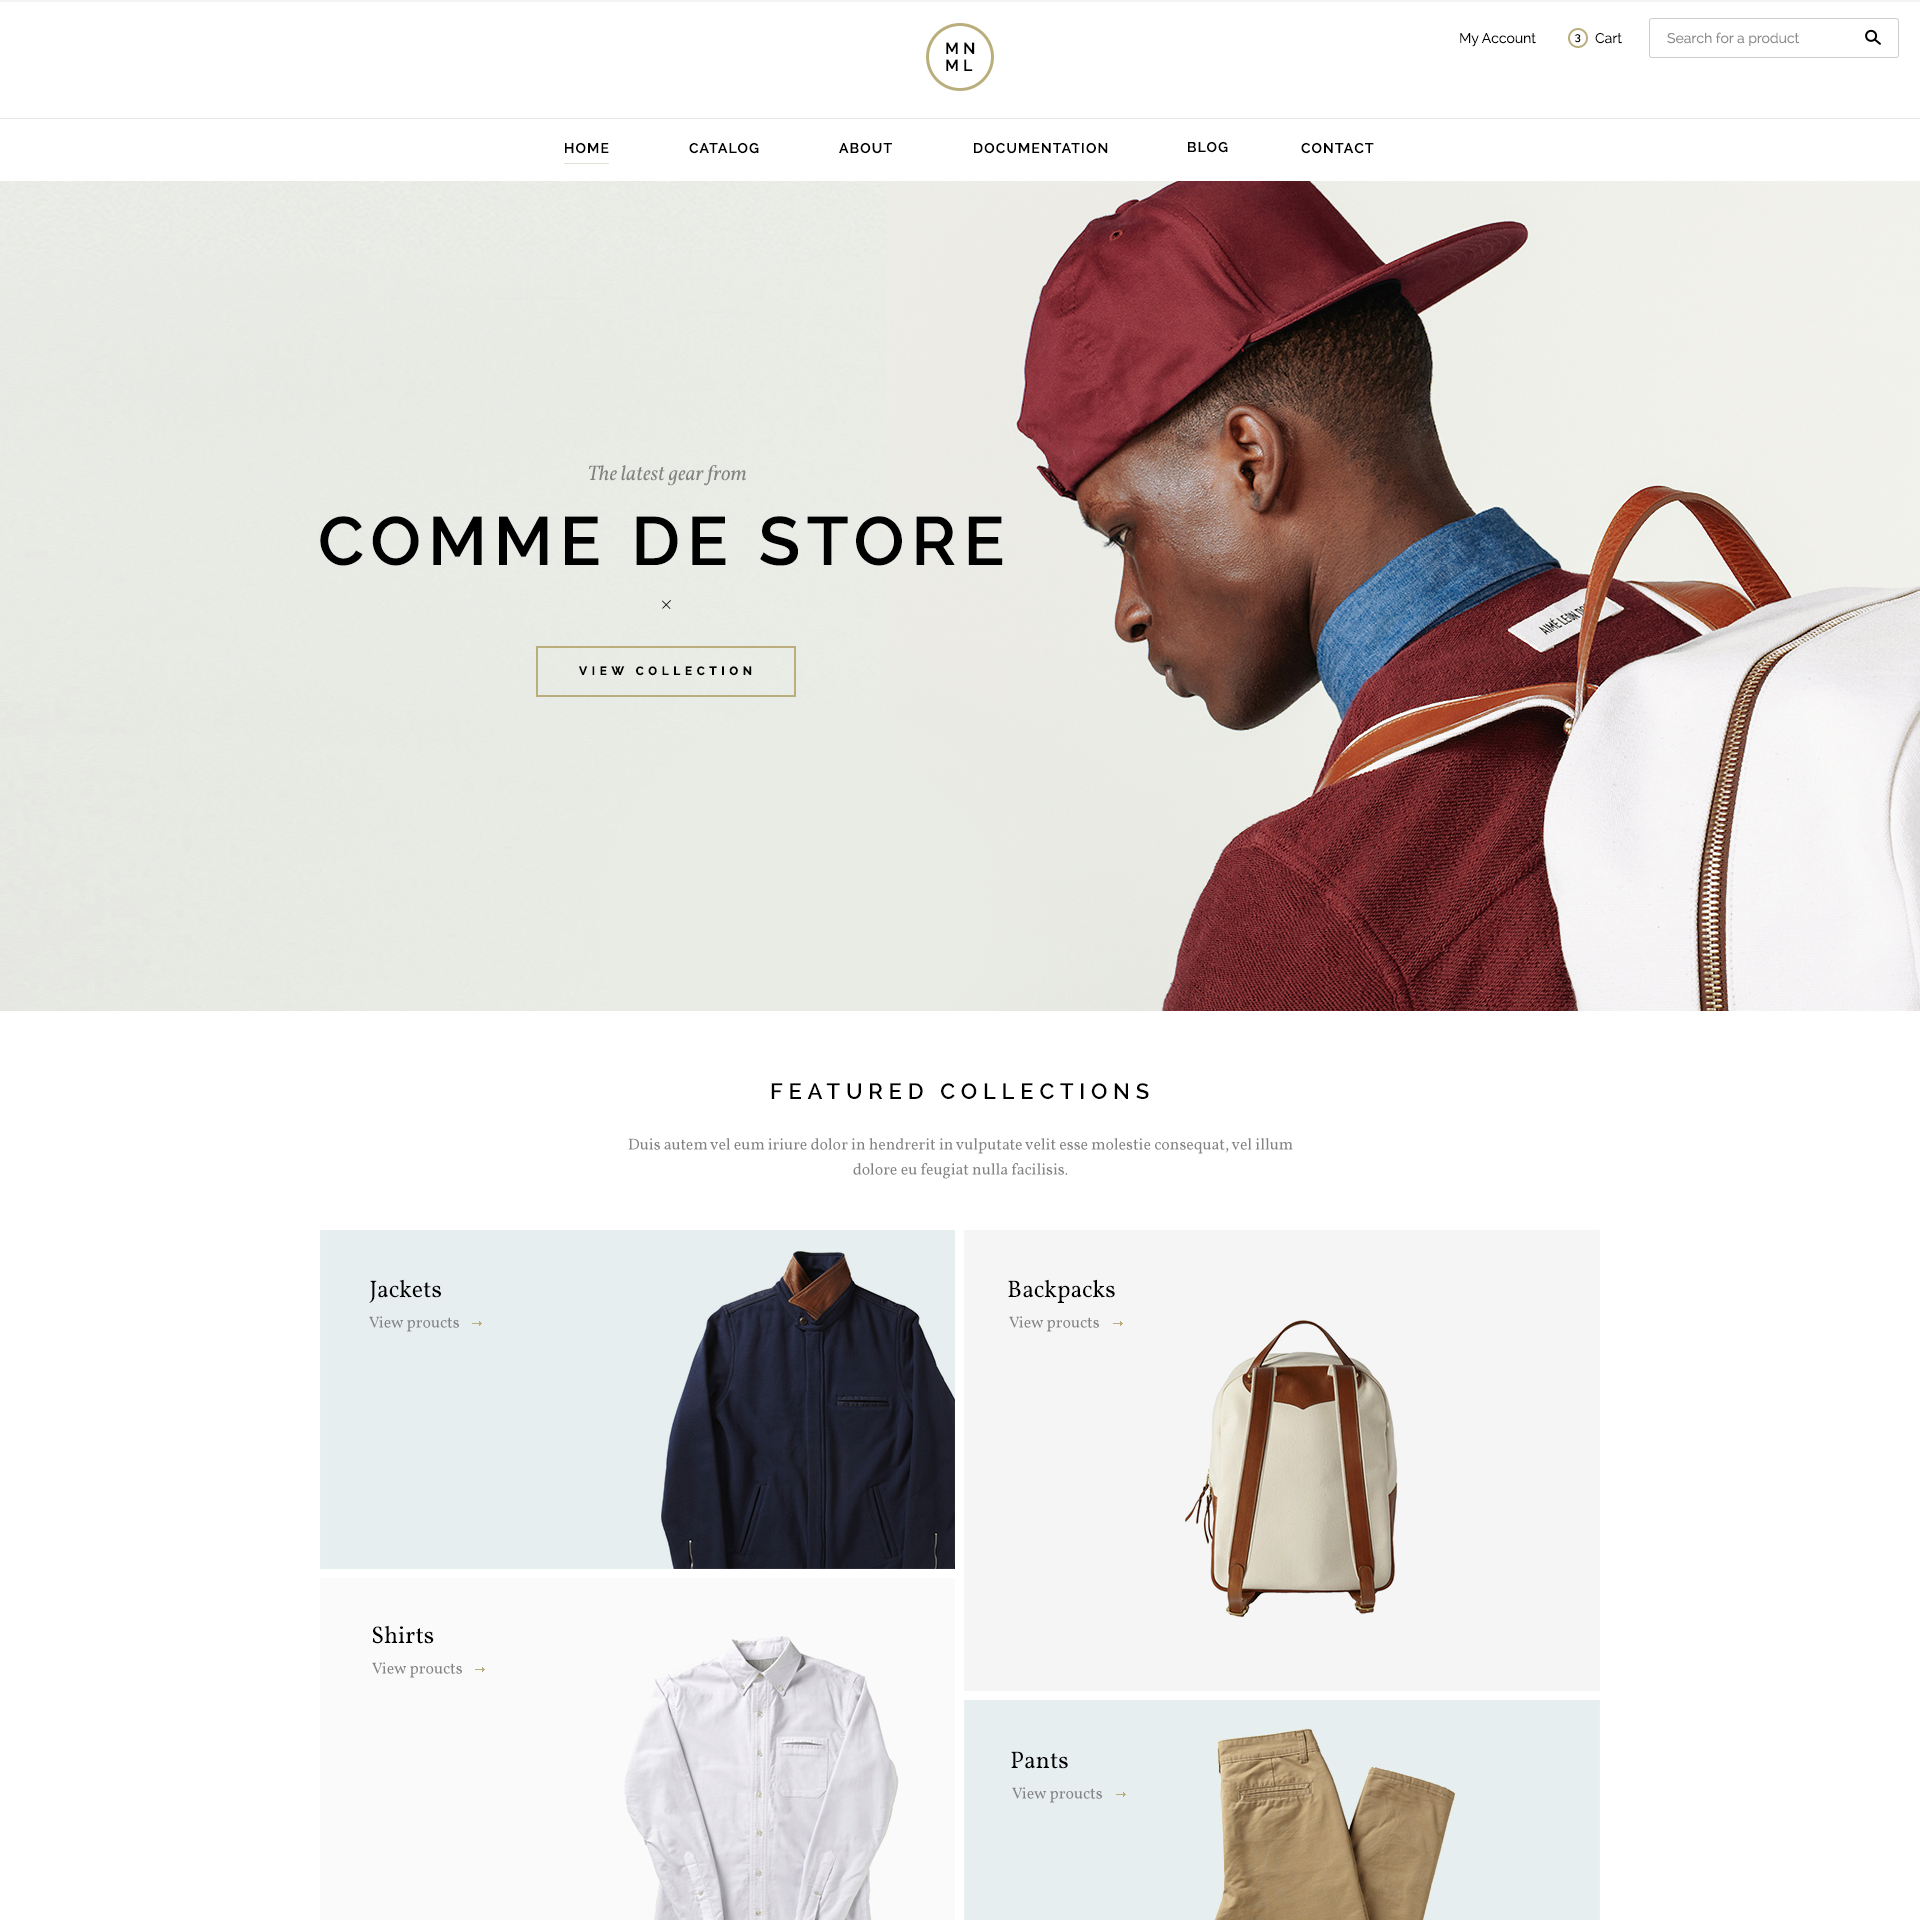 MN
ML
My Account
3 Cart
Search for a product
HOME CATALOG ABOUT DOCUMENTATION BLOG CONTACT
The latest gear from
COMME DE STORE
VIEW COLLECTION
AIMÉ LEON
FEATURED COLLECTIONS
Duis autem vel eum iriure dolor in hendrerit in vulputate velit esse molestie consequat, vel illum
dolore eu feugiat nulla facilisis.
Jackets
View proucts →
Backpacks
View proucts →
Shirts
View proucts →
Pants
View proucts →